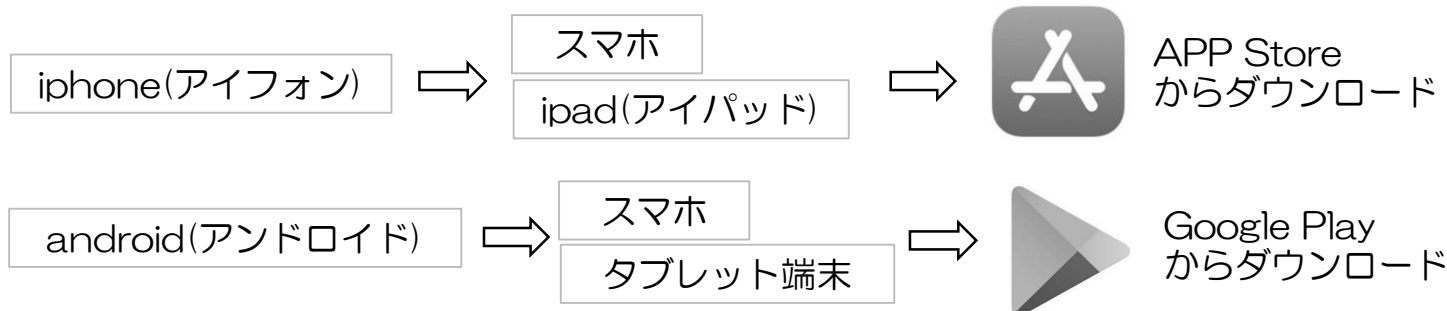 iphone(アイフォン)
スマホ
ipad(アイパッド)
APP Store
からダウンロード
android(アンドロイド)
スマホ
タブレット端末
Google Play
からダウンロード